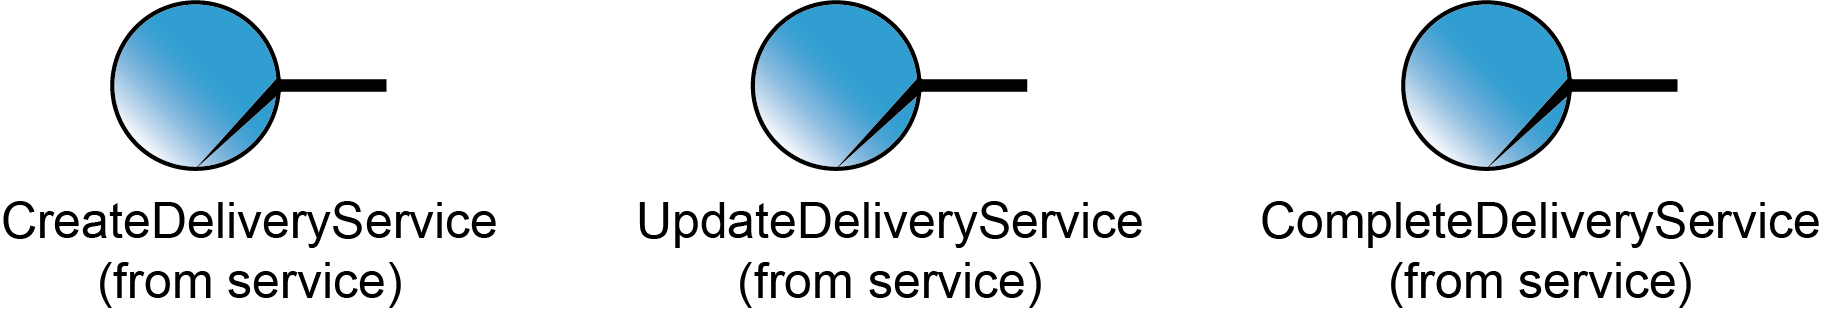 CreateDeliveryService
(from service)
UpdateDeliveryService
(from service)
CompleteDeliveryService
(from service)